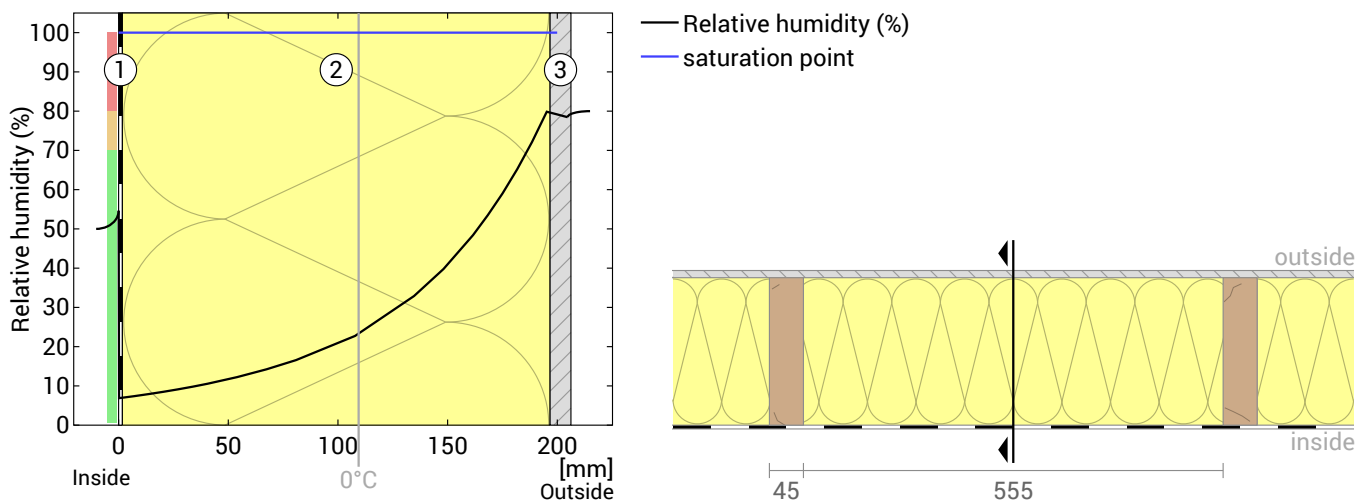 Relative humidity (%)
100
90
80
70
60
50
40
30
20
10
0
1
2
3
0
50
100
150
200
[mm]
Inside
0°C
Outside
Relative humidity (%)
saturation point
outside
inside
45
555